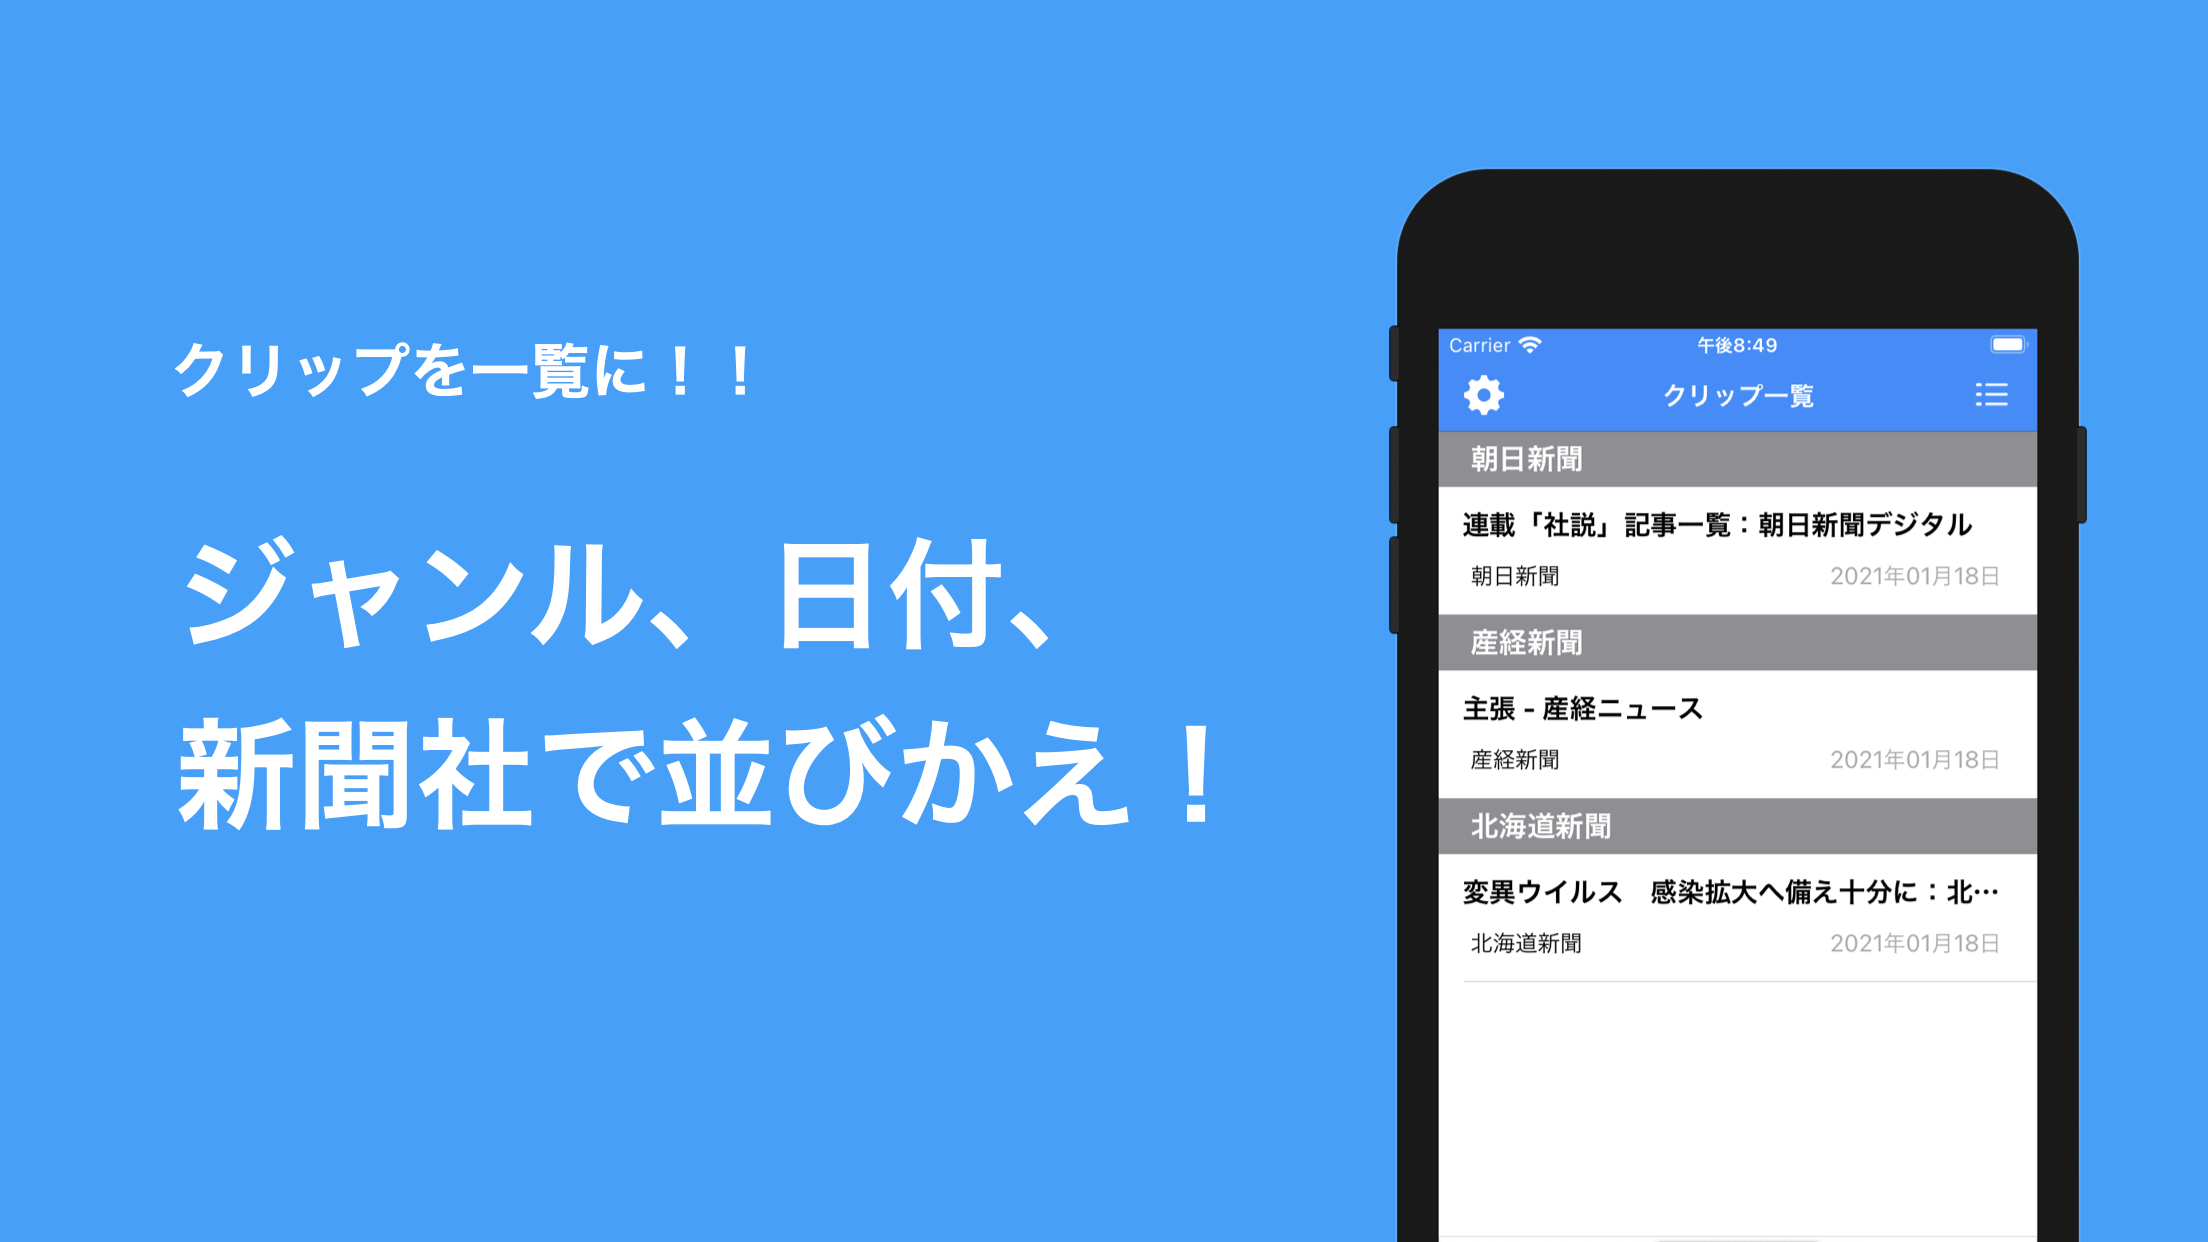 クリップを一覧に！！
ジャンル、日付、
新聞社で並びかえ！
Carrier 午後8:49
クリップ一覧
朝日新聞
連載「社説」記事一覧：朝日新聞デジタル
朝日新聞 2021年01月18日
産経新聞
主張 - 産経ニュース
産経新聞 2021年01月18日
北海道新聞
変異ウイルス　感染拡大へ備え十分に：北…
北海道新聞 2021年01月18日